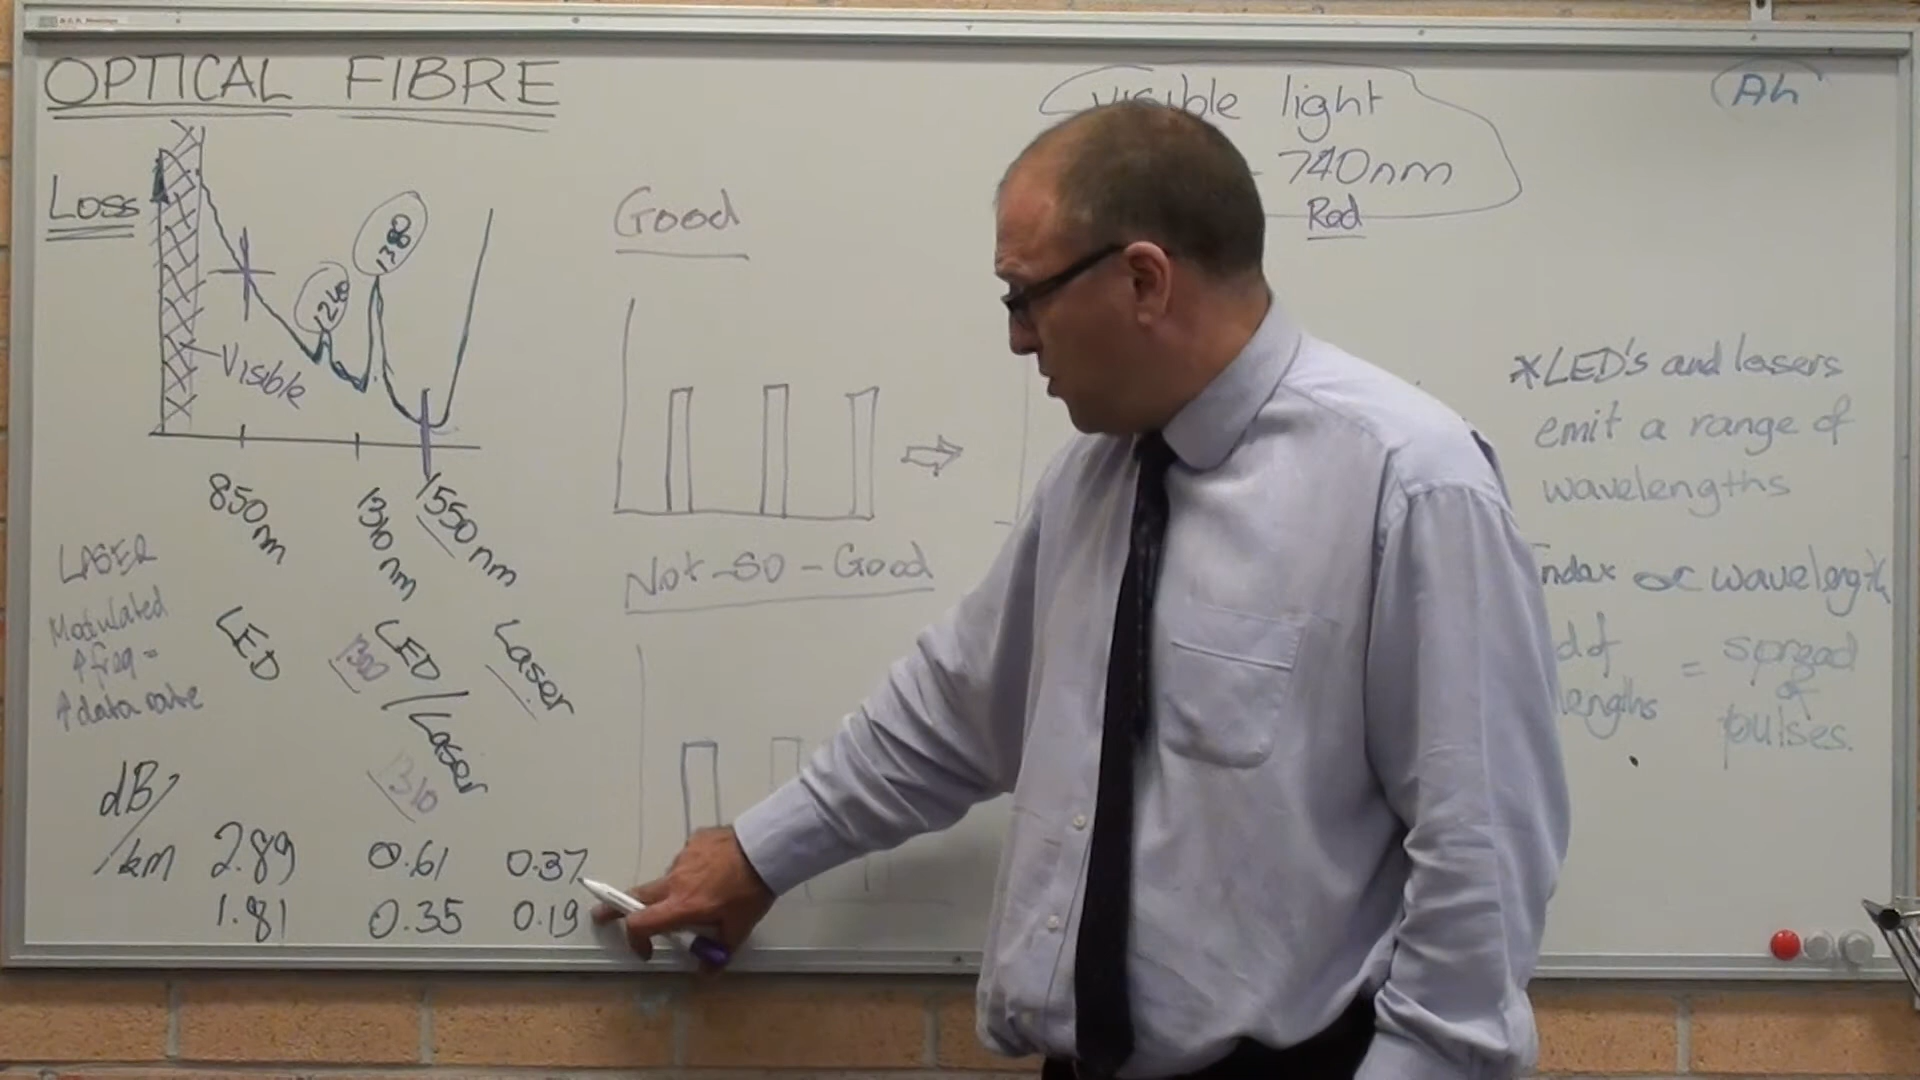 OPTICAL FIBRE
Loss
1240
1380
Visible
850nm
1310nm
1550nm
LASER
Modulated
↑ freq =
↑ data rate
LED
1300
LED/Laser
1310
Laser
dB/km
2.89 0.61 0.37
1.81 0.35 0.19
Good
Not-so-Good
visible light
- 740nm
Red
Ah
*LED's and lasers
emit a range of
wavelengths
Index ∝ wavelength
lengths
= spread
of
pulses.